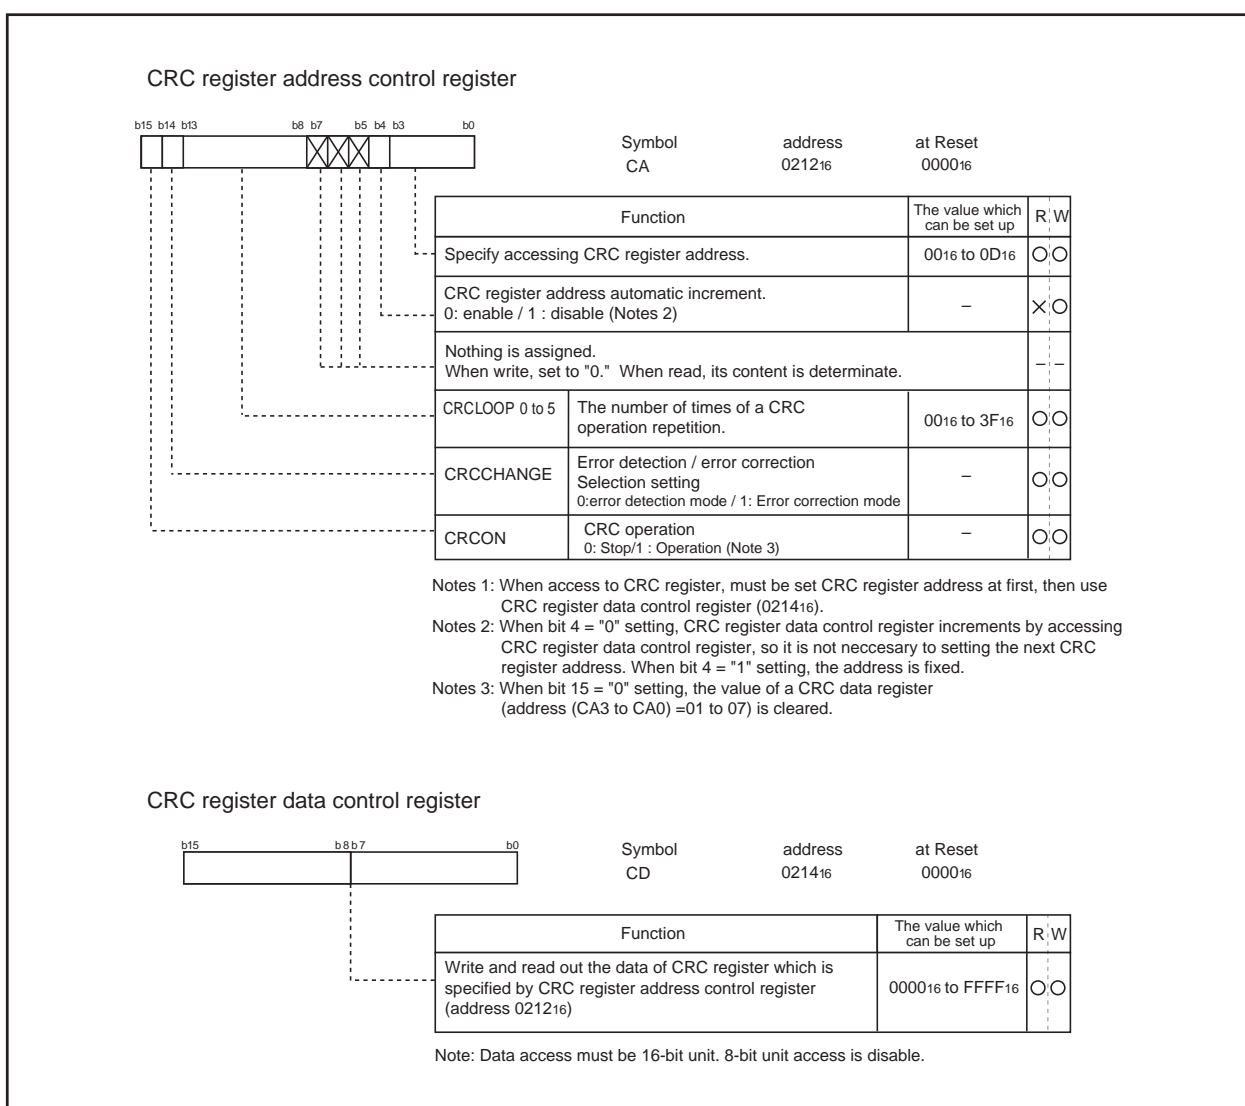 CRC register address control register
b15 b14 b13 b8 b7 b5 b4 b3 b0
Symbol address at Reset
CA 021216 000016
Function The value which can be set up R W
Specify accessing CRC register address. 0016 to 0D16
CRC register address automatic increment.
0: enable / 1 : disable (Notes 2) –
Nothing is assigned.
When write, set to "0." When read, its content is determinate. – –
CRCLOOP 0 to 5 The number of times of a CRC
operation repetition. 0016 to 3F16
CRCCHANGE Error detection / error correction
Selection setting –
0:error detection mode / 1: Error correction mode
CRCON CRC operation –
0: Stop/1 : Operation (Note 3)
Notes 1: When access to CRC register, must be set CRC register address at first, then use
CRC register data control register (021416).
Notes 2: When bit 4 = "0" setting, CRC register data control register increments by accessing
CRC register data control register, so it is not neccesary to setting the next CRC
register address. When bit 4 = "1" setting, the address is fixed.
Notes 3: When bit 15 = "0" setting, the value of a CRC data register
(address (CA3 to CA0) =01 to 07) is cleared.
CRC register data control register
b15 b8 b7 b0
Symbol address at Reset
CD 021416 000016
Function The value which can be set up R W
Write and read out the data of CRC register which is
specified by CRC register address control register 000016 to FFFF16
(address 021216)
Note: Data access must be 16-bit unit. 8-bit unit access is disable.